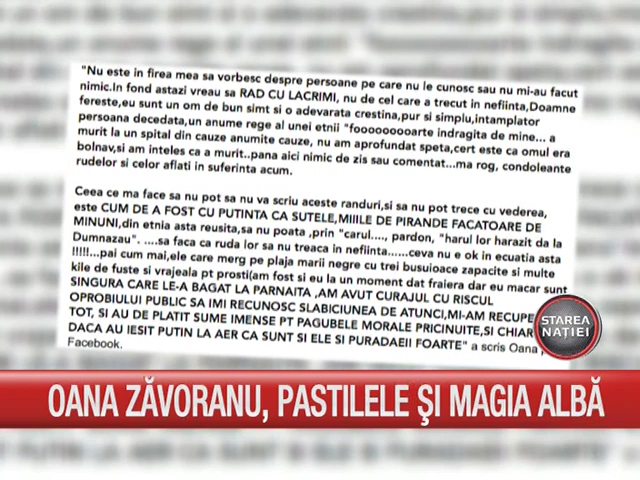 "Nu este in firea mea sa vorbesc despre persoane pe care nu le cunosc sau nu mi-au facut
nimic.In fond astazi vreau sa RAD CU LACRIMI, nu de cel care a trecut in nefiinta,Doamne
fereste,eu sunt un om de bun simt si o adevarata crestina,pur si simplu,intamplator
persoana decedata,un anume rege al unei etnii "fooooooooarte indragita de mine... a
murit la un spital din cauze anumite cauze, nu am aprofundat speta,cert este ca omul era
bolnav,si am inteles ca a murit..pana aici nimic de zis sau comentat...ma rog, condoleante
rudelor si celor aflati in suferinta acum.
Ceea ce ma face sa nu pot sa nu va scriu aceste randuri,si sa nu pot trece cu vederea,
este CUM DE A FOST CU PUTINTA CA SUTELE,MIILE DE PIRANDE FACATOARE DE
MINUNI,din etnia asta reusita,sa nu poata ,prin "carul...., pardon, "harul lor harazit da la
Dumnazau". ....sa faca ca ruda lor sa nu treaca in nefiinta......ceva nu e ok in ecuatia asta
!!!!!...pai cum mai,ele care merg pe plaja marii negre cu trei busuioace zapacite si multe
kile de fuste si vrajeala pt prosti(am fost si eu la un moment dat fraiera dar eu macar sunt
SINGURA CARE LE-A BAGAT LA PARNAITA ,AM AVUT CURAJUL CU RISCUL
OPROBIULUI PUBLIC SA IMI RECUNOSC SLABICIUNEA DE ATUNCI,MI-AM RECUPE
TOT, SI AU DE PLATIT SUME IMENSE PT PAGUBELE MORALE PRICINUITE,SI CHIAR
DACA AU IESIT PUTIN LA AER CA SUNT SI ELE SI PURADAEII FOARTE" a scris Oana
Facebook.
STAREA
NAȚIEI
OANA ZĂVORANU, PASTILELE ŞI MAGIA ALBĂ